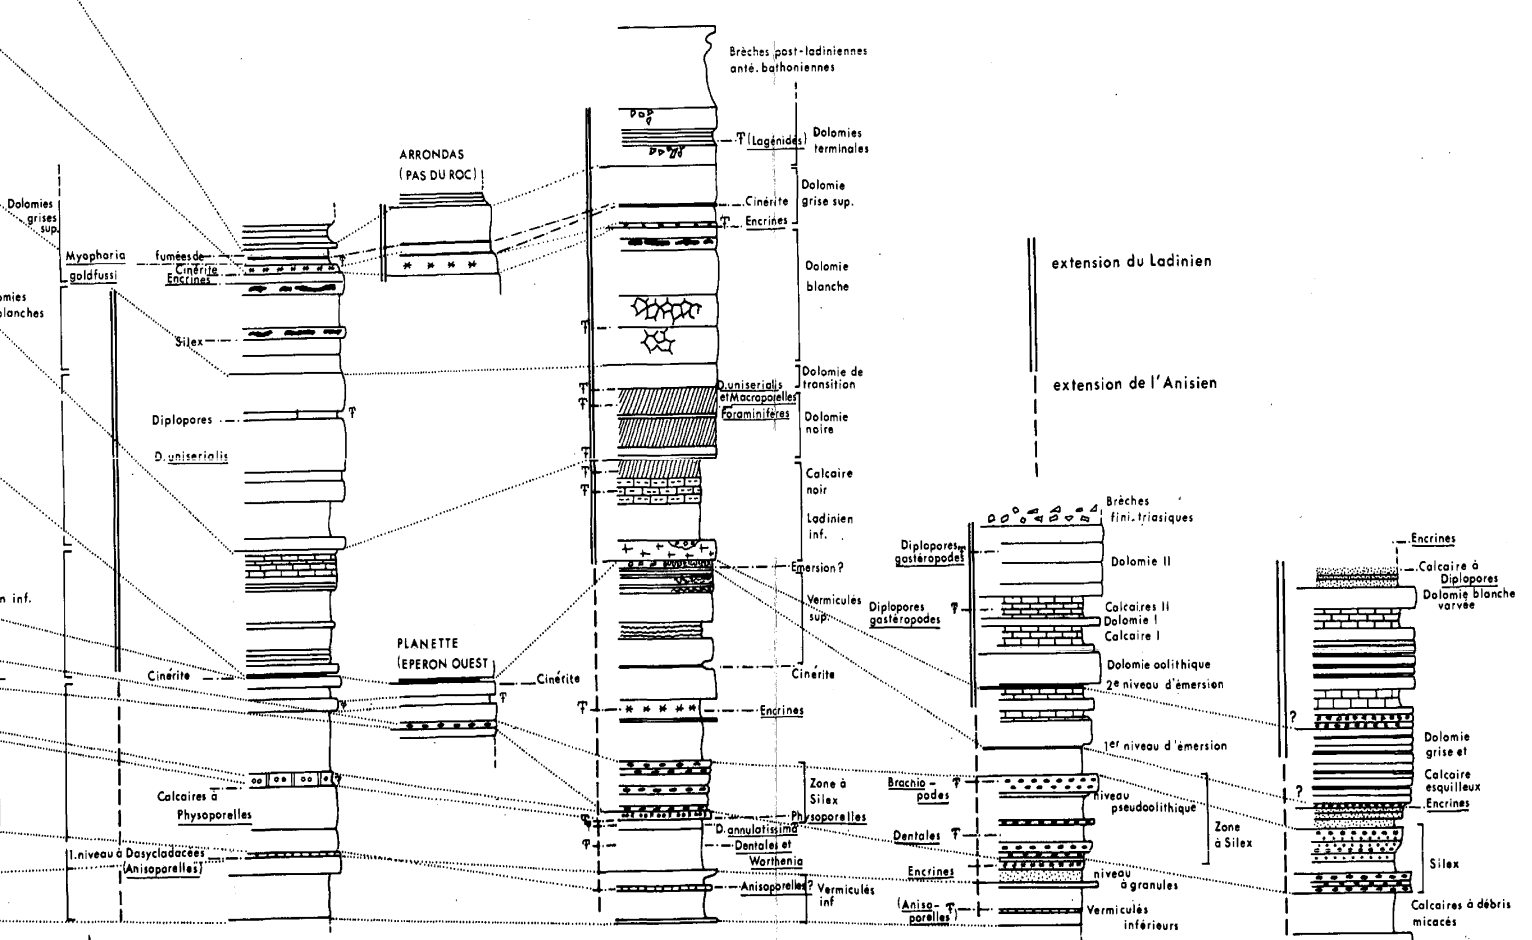 Brèches post-ladiniennes
anté. bathoniennes
(Lagénidés)
Dolomies
terminales
Dolomie
grise sup.
Cinérite
Encrines
Dolomie
blanche
Dolomie de
transition
D.uniserialis
et Macroporelles
Foraminifères
Dolomie
noire
Calcaire
noir
Ladinien
inf.
Emersion ?
Vermiculés
sup.
Cinérite
Encrines
Zone à
Silex
Physoporelles
D. annulatissima
Dentales et
Worthenia
Anisoporelles ?
Vermiculés
inf
ARRONDAS
(PAS DU ROC)
PLANETTE
(EPERON OUEST)
Cinérite
Dolomies
grises
sup.
Myophoria
goldfussi
fumées de
Cinérite
Encrines
omies
blanches
Silex
Diplopores
D. uniserialis
n inf.
Cinérite
Calcaires à
Physoporelles
1. niveau à Dasycladacées
(Anisoporelles)
extension du Ladinien
extension de l'Anisien
Brèches
fini-triasiques
Diplopores
gastéropodes
Dolomie II
Diplopores
gastéropodes
Calcaires II
Dolomie I
Calcaire I
Dolomie oolithique
2e niveau d'émersion
1er niveau d'émersion
Brachio-
podes
niveau
pseudoolithique
Dentales
Zone
à Silex
Encrines
niveau
à granules
(Aniso-
porelles)
Vermiculés
inférieurs
Encrines
Calcaire à
Diplopores
Dolomie blanche
varvée
?
Dolomie
grise et
Calcaire
esquilleux
?
Encrines
Silex
Calcaires à débris
micacés